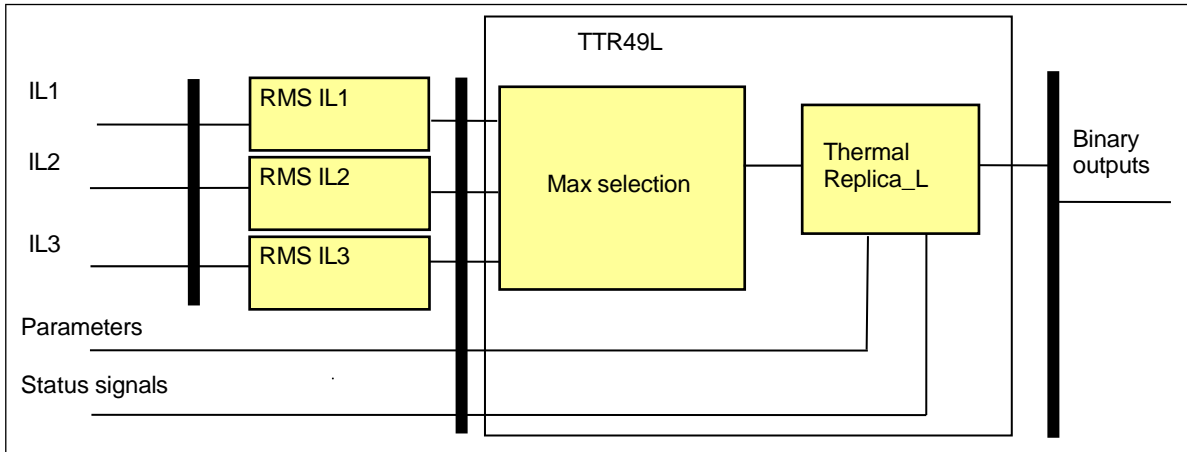 TTR49L
IL1
RMS IL1
IL2
RMS IL2
IL3
RMS IL3
Max selection
Thermal
Replica_L
Binary
outputs
Parameters
Status signals